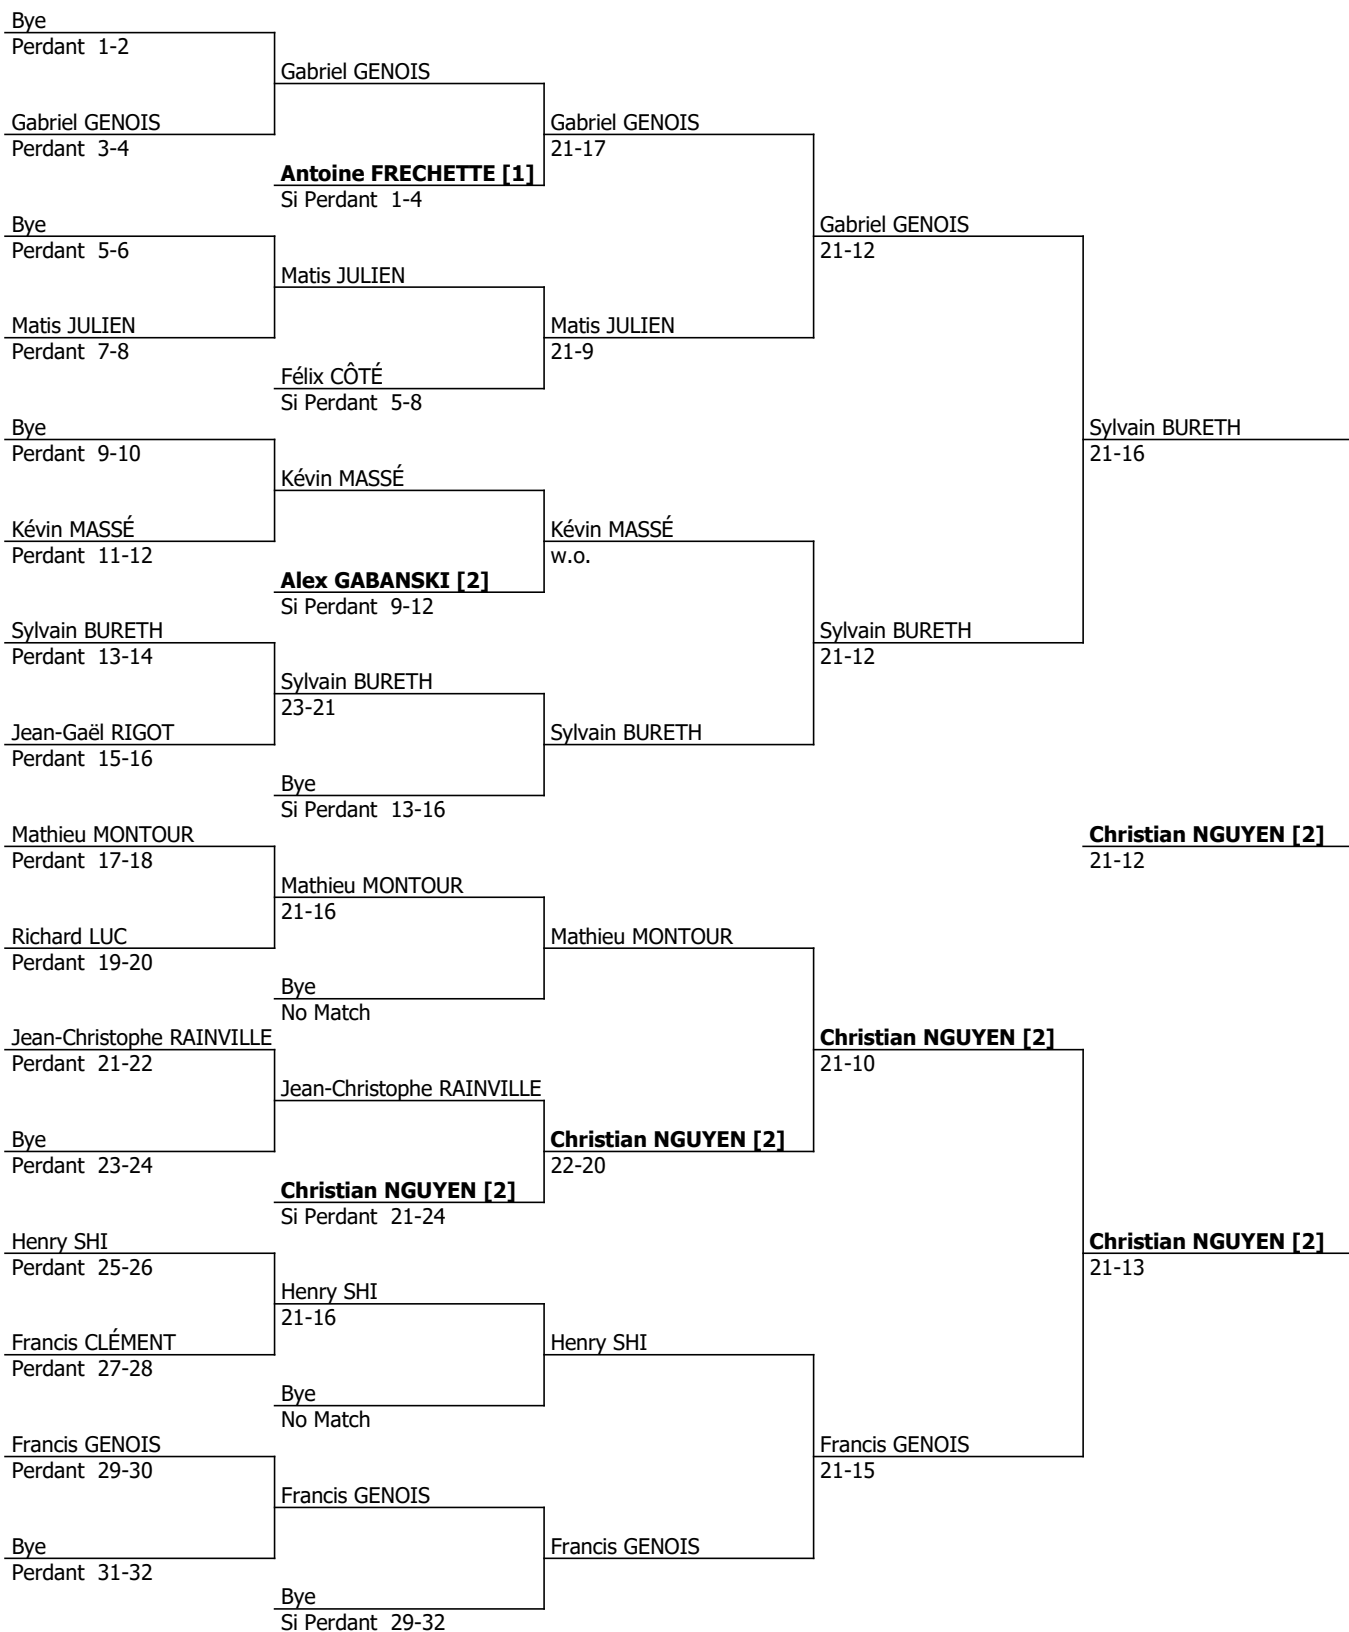 Bye
Perdant 1-2
Gabriel GENOIS
Gabriel GENOIS
Perdant 3-4
Gabriel GENOIS
21-17
Antoine FRECHETTE [1]
Si Perdant 1-4
Bye
Perdant 5-6
Gabriel GENOIS
21-12
Matis JULIEN
Matis JULIEN
Perdant 7-8
Matis JULIEN
21-9
Félix CÔTÉ
Si Perdant 5-8
Bye
Perdant 9-10
Sylvain BURETH
21-16
Kévin MASSÉ
Kévin MASSÉ
Perdant 11-12
Kévin MASSÉ
w.o.
Alex GABANSKI [2]
Si Perdant 9-12
Sylvain BURETH
Perdant 13-14
Sylvain BURETH
21-12
Sylvain BURETH
23-21
Jean-Gaël RIGOT
Perdant 15-16
Sylvain BURETH
Bye
Si Perdant 13-16
Mathieu MONTOUR
Perdant 17-18
Christian NGUYEN [2]
21-12
Mathieu MONTOUR
21-16
Richard LUC
Perdant 19-20
Mathieu MONTOUR
Bye
No Match
Jean-Christophe RAINVILLE
Perdant 21-22
Christian NGUYEN [2]
21-10
Jean-Christophe RAINVILLE
Bye
Perdant 23-24
Christian NGUYEN [2]
22-20
Christian NGUYEN [2]
Si Perdant 21-24
Henry SHI
Perdant 25-26
Christian NGUYEN [2]
21-13
Henry SHI
21-16
Francis CLÉMENT
Perdant 27-28
Henry SHI
Bye
No Match
Francis GENOIS
Perdant 29-30
Francis GENOIS
21-15
Francis GENOIS
Bye
Perdant 31-32
Francis GENOIS
Bye
Si Perdant 29-32